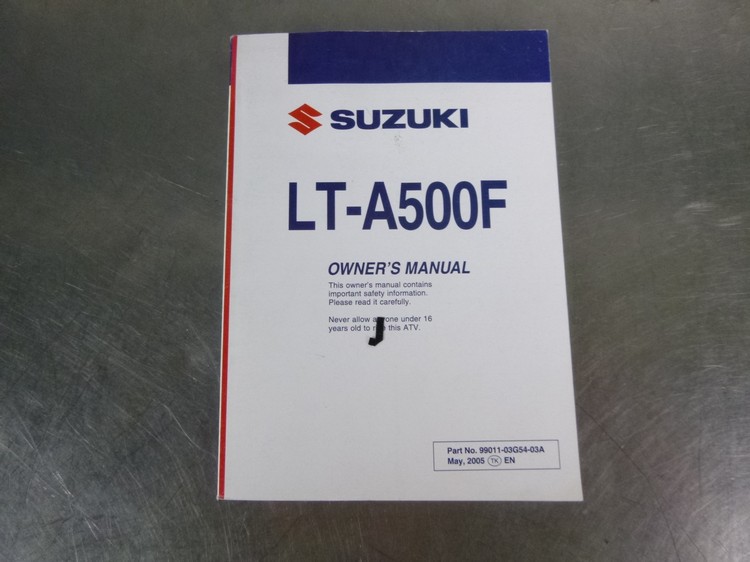 SUZUKI
LT-A500F
OWNER'S MANUAL
This owner's manual contains
important safety information.
Please read it carefully.
Never allow under 16
years old to this ATV.
J
Part No. 99011-03G54-03A
May, 2005 TK EN